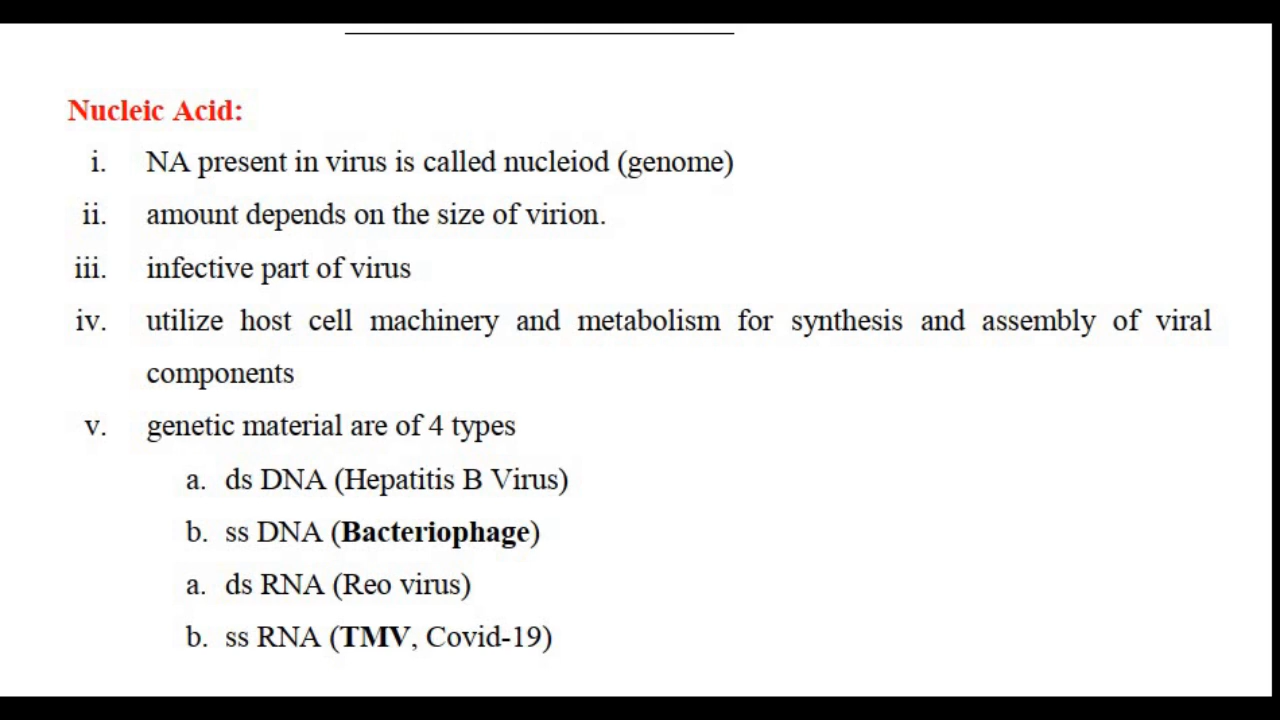 Nucleic Acid:
i. NA present in virus is called nucleiod (genome)
ii. amount depends on the size of virion.
iii. infective part of virus
iv. utilize host cell machinery and metabolism for synthesis and assembly of viral
components
v. genetic material are of 4 types
a. ds DNA (Hepatitis B Virus)
b. ss DNA (Bacteriophage)
a. ds RNA (Reo virus)
b. ss RNA (TMV, Covid-19)